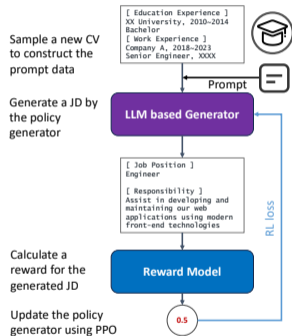 Sample a new CV
to construct the
prompt data
[ Education Experience ]
XX University, 2010~2014
Bachelor
[ Work Experience ]
Company A, 2018~2023
Senior Engineer, XXXX
Prompt
Generate a JD by
the policy
generator
LLM based Generator
[ Job Position ]
Engineer
[ Responsibility ]
Assist in developing and
maintaining our web
applications using modern
front-end technologies
RL loss
Calculate a
reward for the
generated JD
Reward Model
Update the policy
generator using PPO
0.5